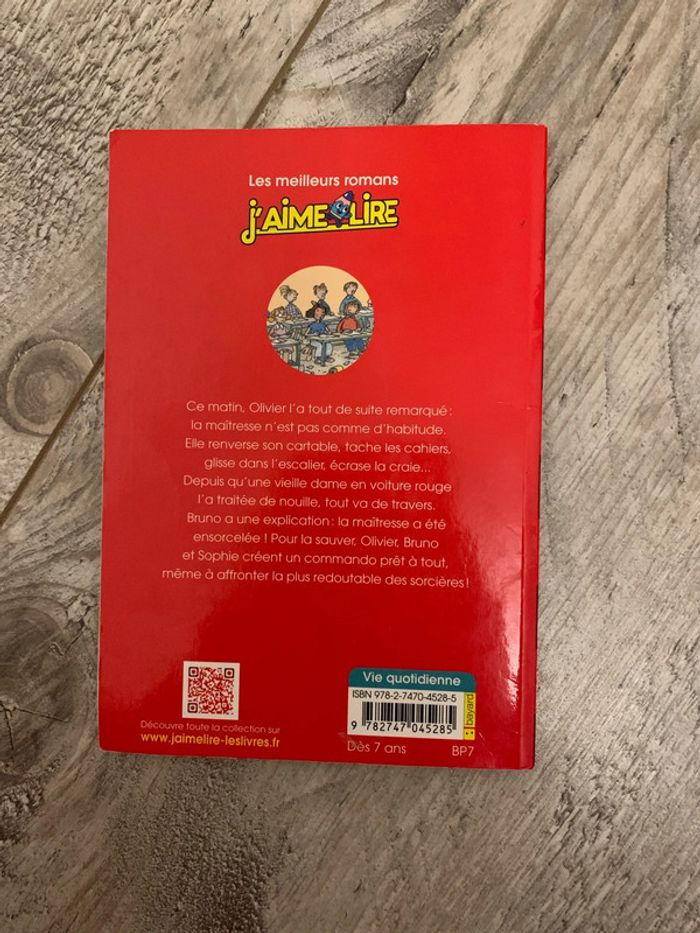 Les meilleurs romans
J'AIME LIRE
Ce matin, Olivier l'a tout de suite remarqué :
la maîtresse n'est pas comme d'habitude.
Elle renverse son cartable, tache les cahiers,
glisse dans l'escalier, écrase la craie...
Depuis qu'une vieille dame en voiture rouge
l'a traitée de nouille, tout va de travers.
Bruno a une explication : la maîtresse a été
ensorcelée ! Pour la sauver, Olivier, Bruno
et Sophie créent un commando prêt à tout,
même à affronter la plus redoutable des sorcières !
Découvre toute la collection sur
www.jaimelire-leslivres.fr
Vie quotidienne
ISBN 978-2-7470-4528-5
9 782747 045285
bayard
Dès 7 ans
BP7